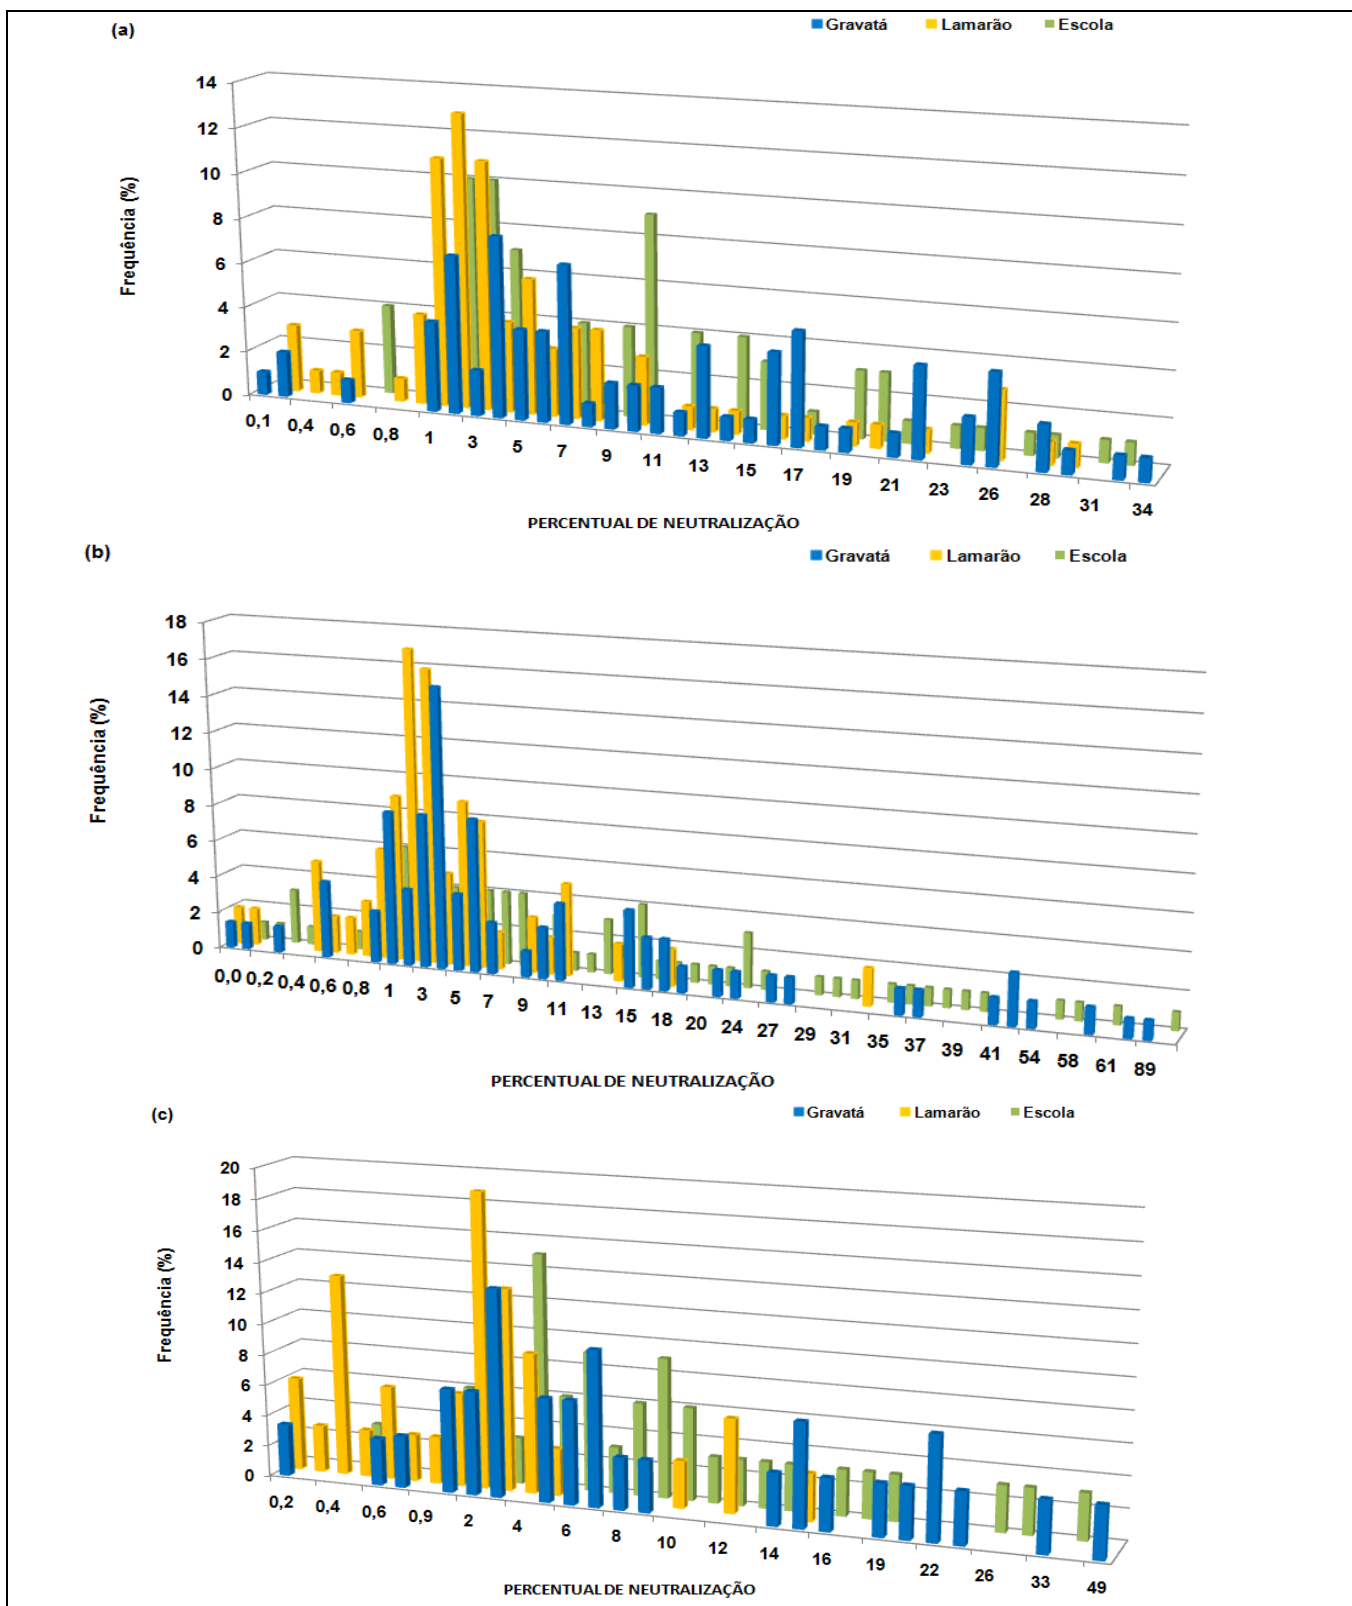 (a)
Gravatá Lamarão Escola
Frequência (%)
14
12
10
8
6
4
2
0
0,1 0,4 0,6 0,8 1 3 5 7 9 11 13 15 17 19 21 23 26 28 31 34
PERCENTUAL DE NEUTRALIZAÇÃO
(b)
Gravatá Lamarão Escola
Frequência (%)
18
16
14
12
10
8
6
4
2
0
0,0 0,2 0,4 0,6 0,8 1 3 5 7 9 11 13 15 18 20 24 27 29 31 35 37 39 41 54 58 61 89
PERCENTUAL DE NEUTRALIZAÇÃO
(c)
Gravatá Lamarão Escola
Frequência (%)
20
18
16
14
12
10
8
6
4
2
0
0,2 0,4 0,6 0,9 2 4 6 8 10 12 14 16 19 22 26 33 49
PERCENTUAL DE NEUTRALIZAÇÃO